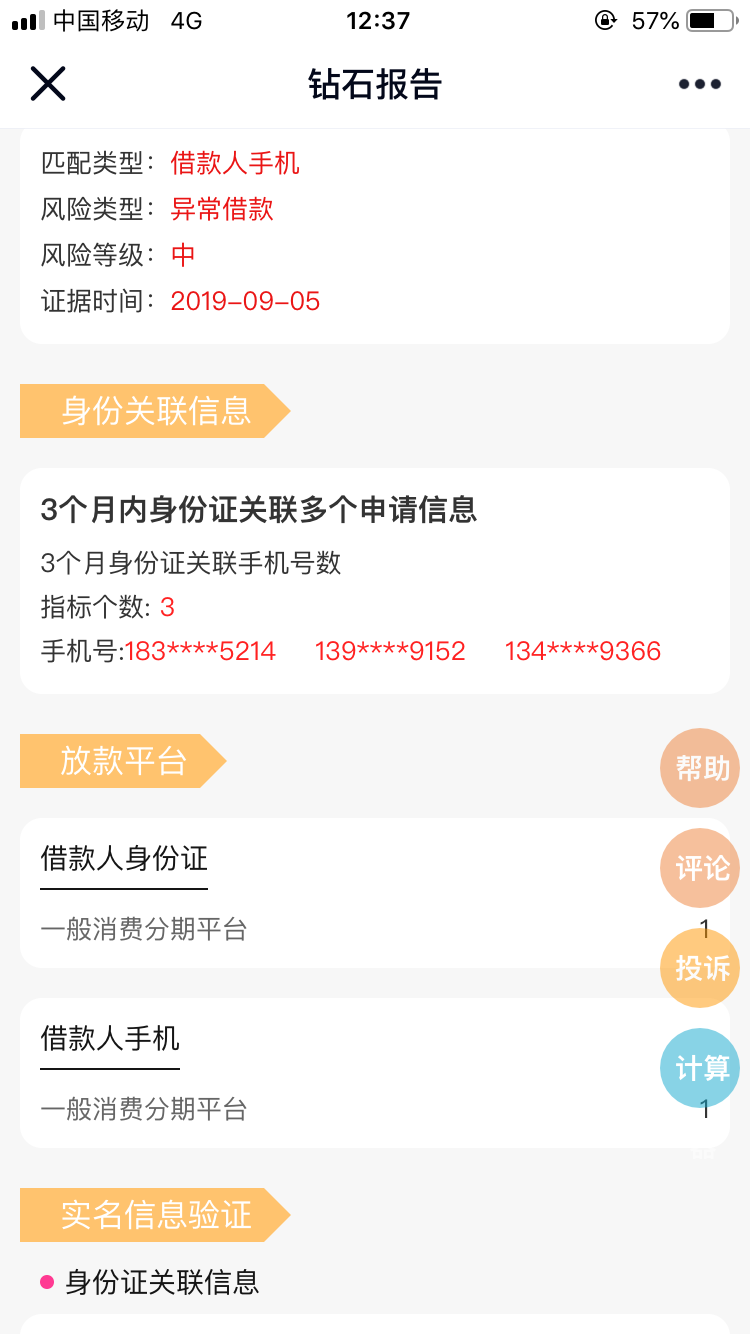 中国移动 4G 12:37 57%
钻石报告
匹配类型：借款人手机
风险类型：异常借款
风险等级：中
证据时间：2019-09-05
身份关联信息
3个月内身份证关联多个申请信息
3个月身份证关联手机号数
指标个数: 3
手机号:183****5214 139****9152 134****9366
放款平台
帮助
借款人身份证
评论
一般消费分期平台 1
投诉
借款人手机
计算
一般消费分期平台 1
实名信息验证
身份证关联信息